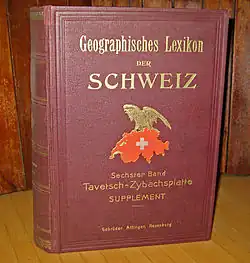 Geographisches Lexikon
DER
SCHWEIZ
Sechster Band
Tavetsch-Zybachsplatte
SUPPLEMENT
Gebrüder Attinger, Neuenburg